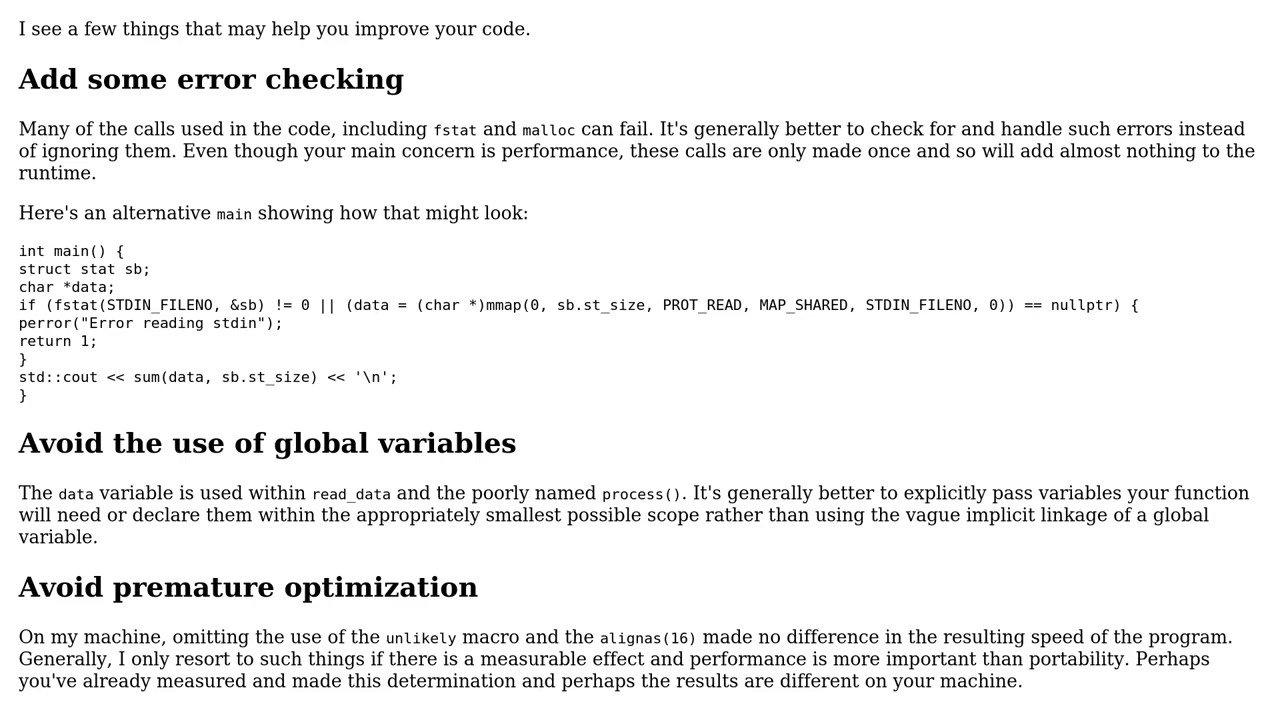 I see a few things that may help you improve your code.
Add some error checking
Many of the calls used in the code, including fstat and malloc can fail. It's generally better to check for and handle such errors instead
of ignoring them. Even though your main concern is performance, these calls are only made once and so will add almost nothing to the
runtime.
Here's an alternative main showing how that might look:
int main() {
struct stat sb;
char *data;
if (fstat(STDIN_FILENO, &sb) != 0 || (data = (char *)mmap(0, sb.st_size, PROT_READ, MAP_SHARED, STDIN_FILENO, 0)) == nullptr) {
perror("Error reading stdin");
return 1;
}
std::cout << sum(data, sb.st_size) << '\n';
}
Avoid the use of global variables
The data variable is used within read_data and the poorly named process(). It's generally better to explicitly pass variables your function
will need or declare them within the appropriately smallest possible scope rather than using the vague implicit linkage of a global
variable.
Avoid premature optimization
On my machine, omitting the use of the unlikely macro and the alignas(16) made no difference in the resulting speed of the program.
Generally, I only resort to such things if there is a measurable effect and performance is more important than portability. Perhaps
you've already measured and made this determination and perhaps the results are different on your machine.